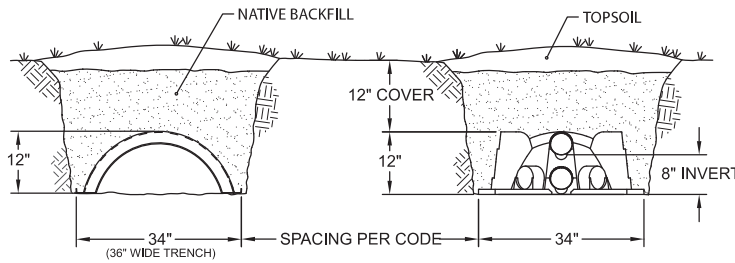 NATIVE BACKFILL
TOPSOIL
12" COVER
12"
12"
8" INVERT
34"
SPACING PER CODE
34"
(36" WIDE TRENCH)